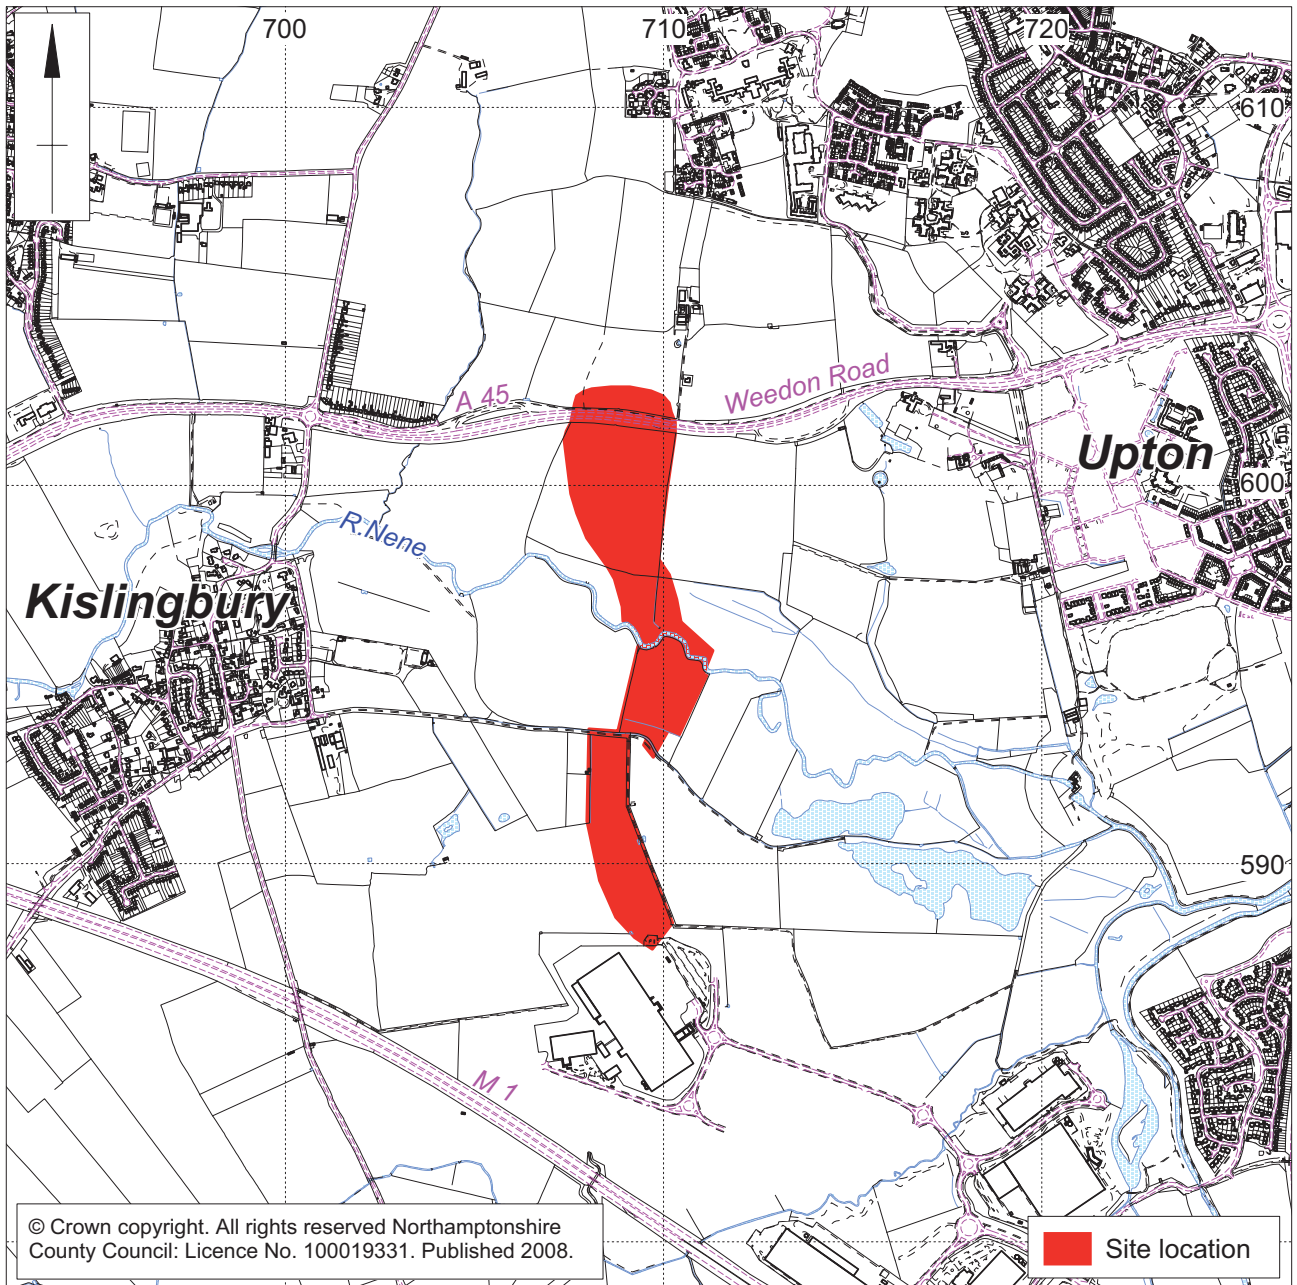 700
710
720
610
A 45
Weedon Road
Upton
600
R.Nene
Kislingbury
590
M 1
© Crown copyright. All rights reserved Northamptonshire
County Council: Licence No. 100019331. Published 2008.
Site location